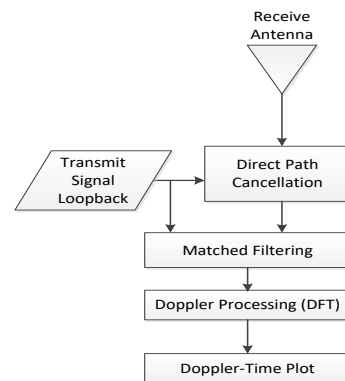 Receive
Antenna
Transmit
Signal
Loopback
Direct Path
Cancellation
Matched Filtering
Doppler Processing (DFT)
Doppler-Time Plot